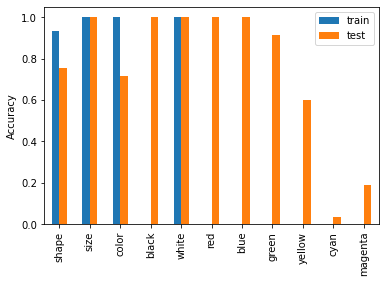 train
test
1.0
0.8
0.6
0.4
0.2
0.0
Accuracy
shape
size
color
black
white
red
blue
green
yellow
cyan
magenta